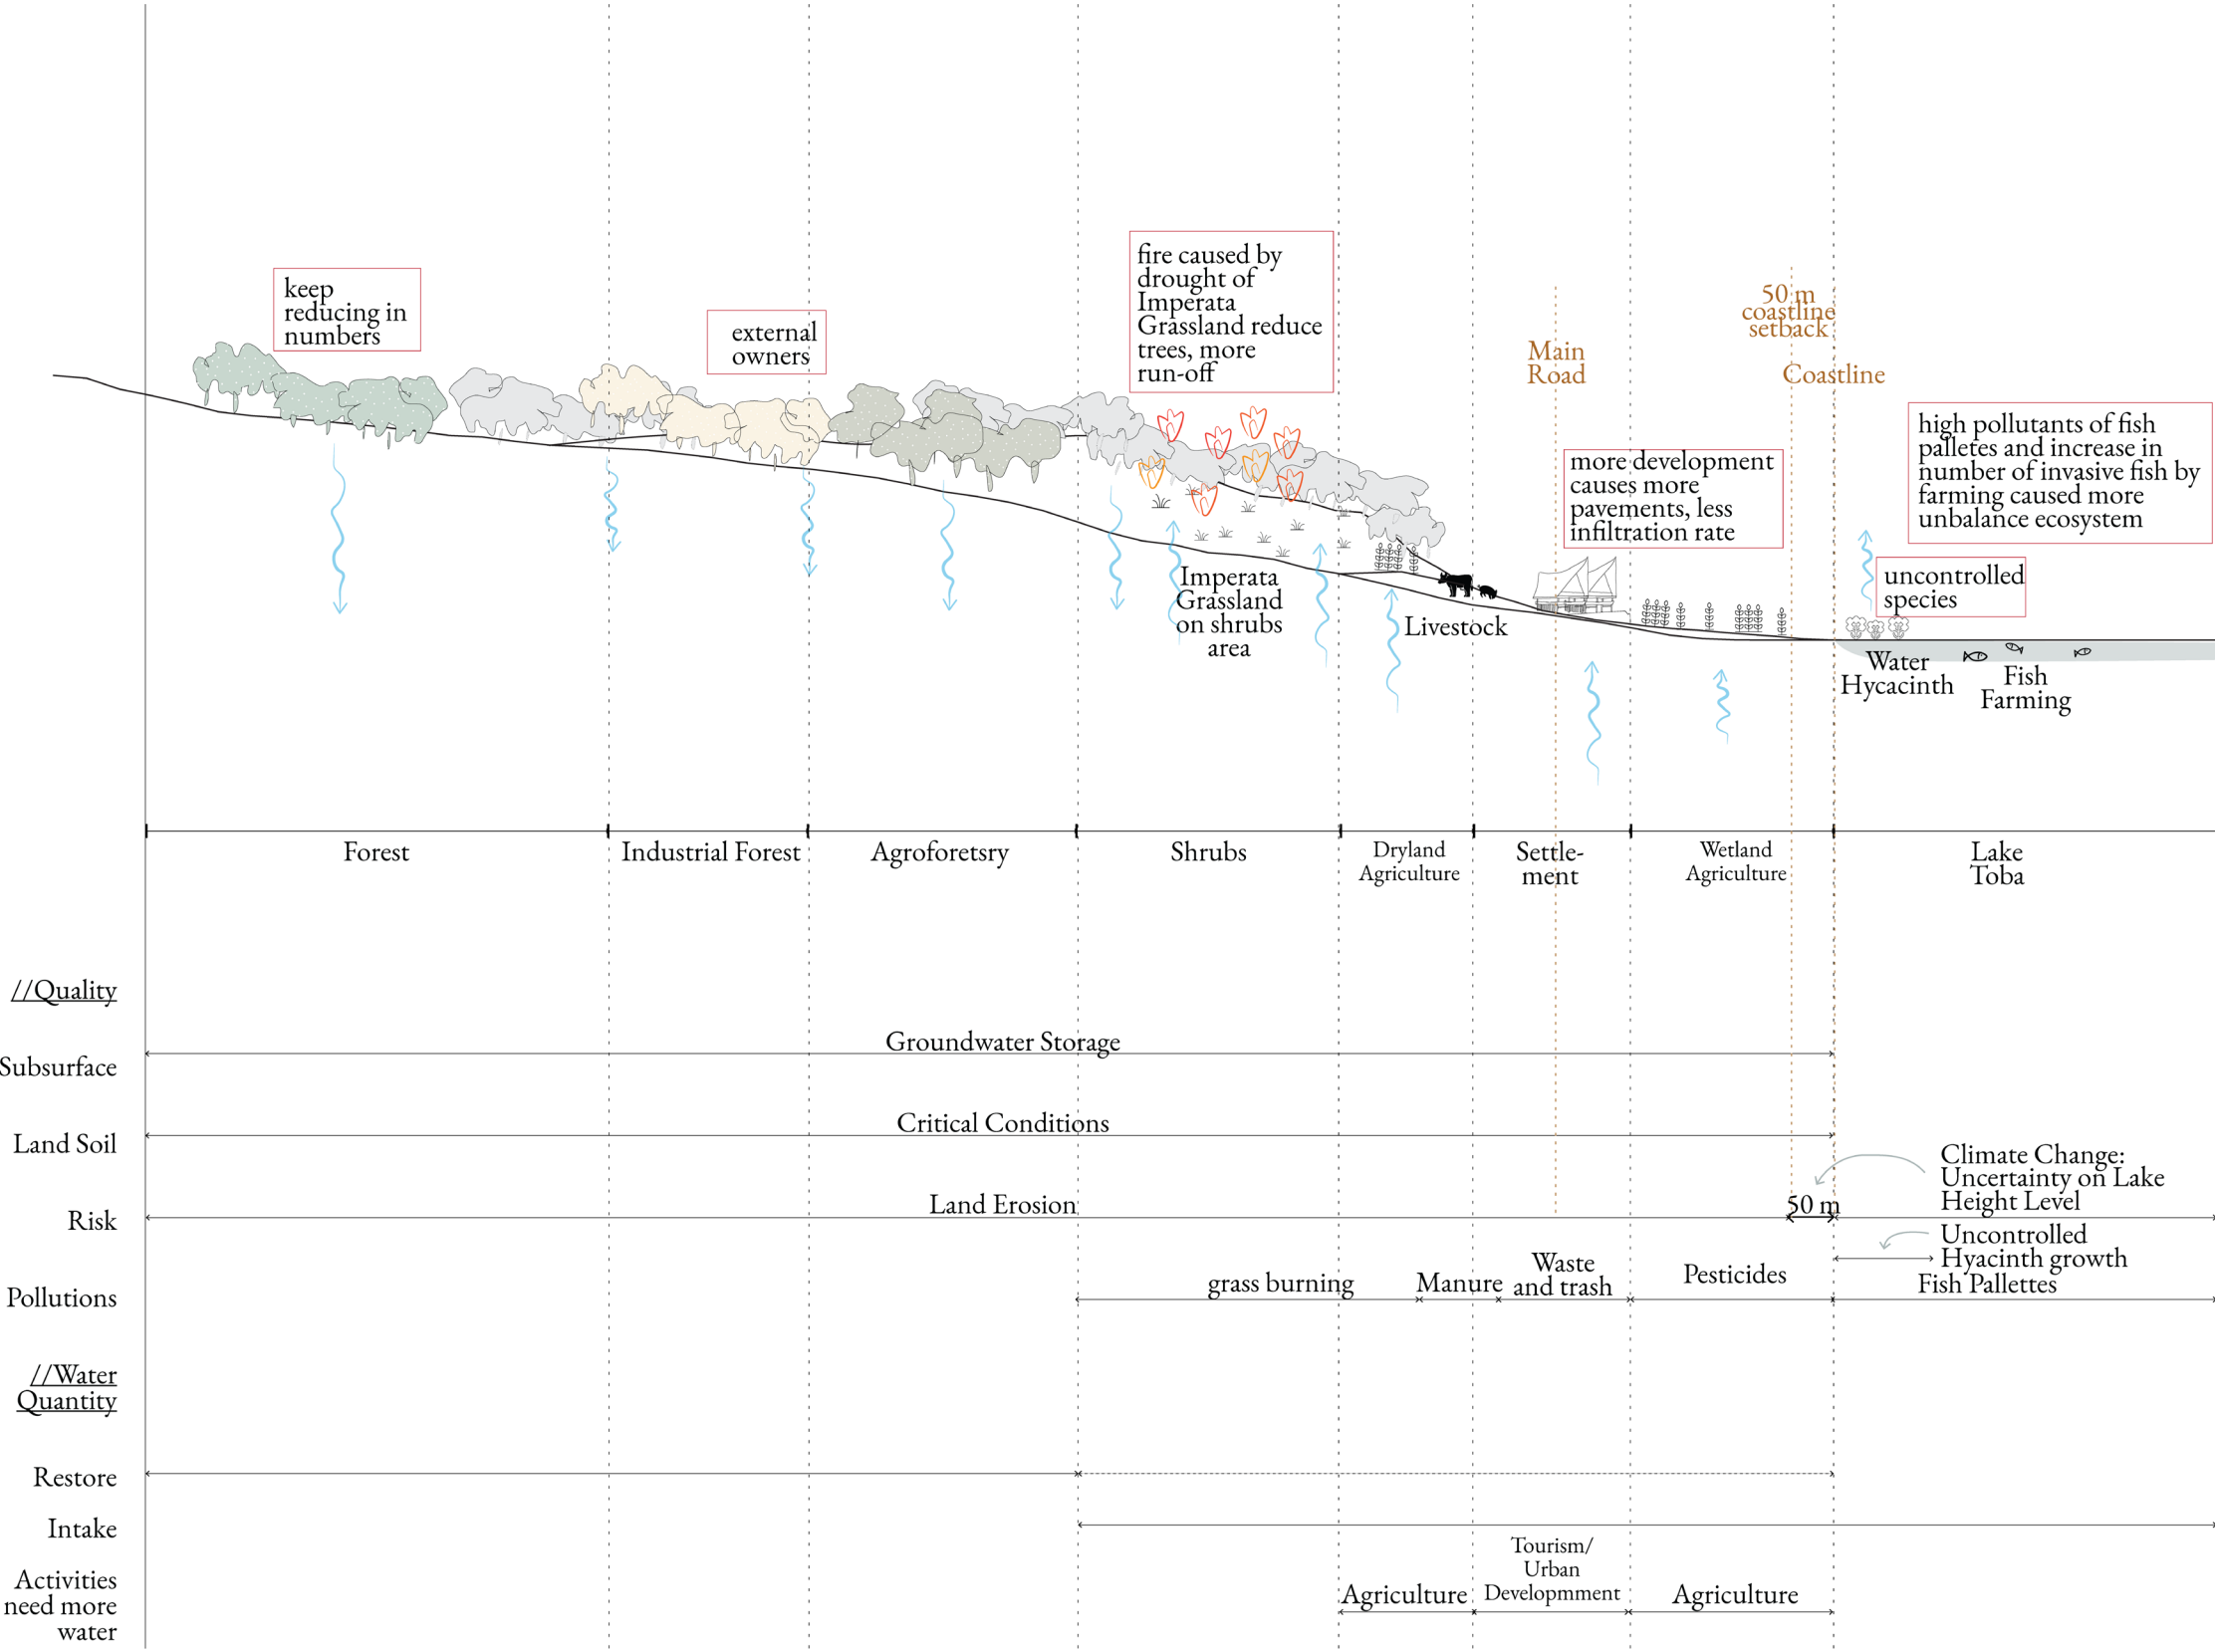 keep
reducing in
numbers
external
owners
fire caused by
drought of
Imperata
Grassland reduce
trees, more
run-off
Main
Road
50 m
coastline
setback
Coastline
more development
causes more
pavements, less
infiltration rate
high pollutants of fish
palletes and increase in
number of invasive fish by
farming caused more
unbalance ecosystem
uncontrolled
species
Imperata
Grassland
on shrubs
area
Livestock
Water
Hycacinth
Fish
Farming
Forest
Industrial Forest
Agroforetsry
Shrubs
Dryland
Agriculture
Settle-
ment
Wetland
Agriculture
Lake
Toba
//Quality
Subsurface
Groundwater Storage
Land Soil
Critical Conditions
Risk
Land Erosion
50 m
Climate Change:
Uncertainty on Lake
Height Level
Uncontrolled
Hyacinth growth
Pollutions
grass burning
Manure
Waste
and trash
Pesticides
Fish Pallettes
//Water
Quantity
Restore
Intake
Activities
need more
water
Agriculture
Tourism/
Urban
Developmment
Agriculture